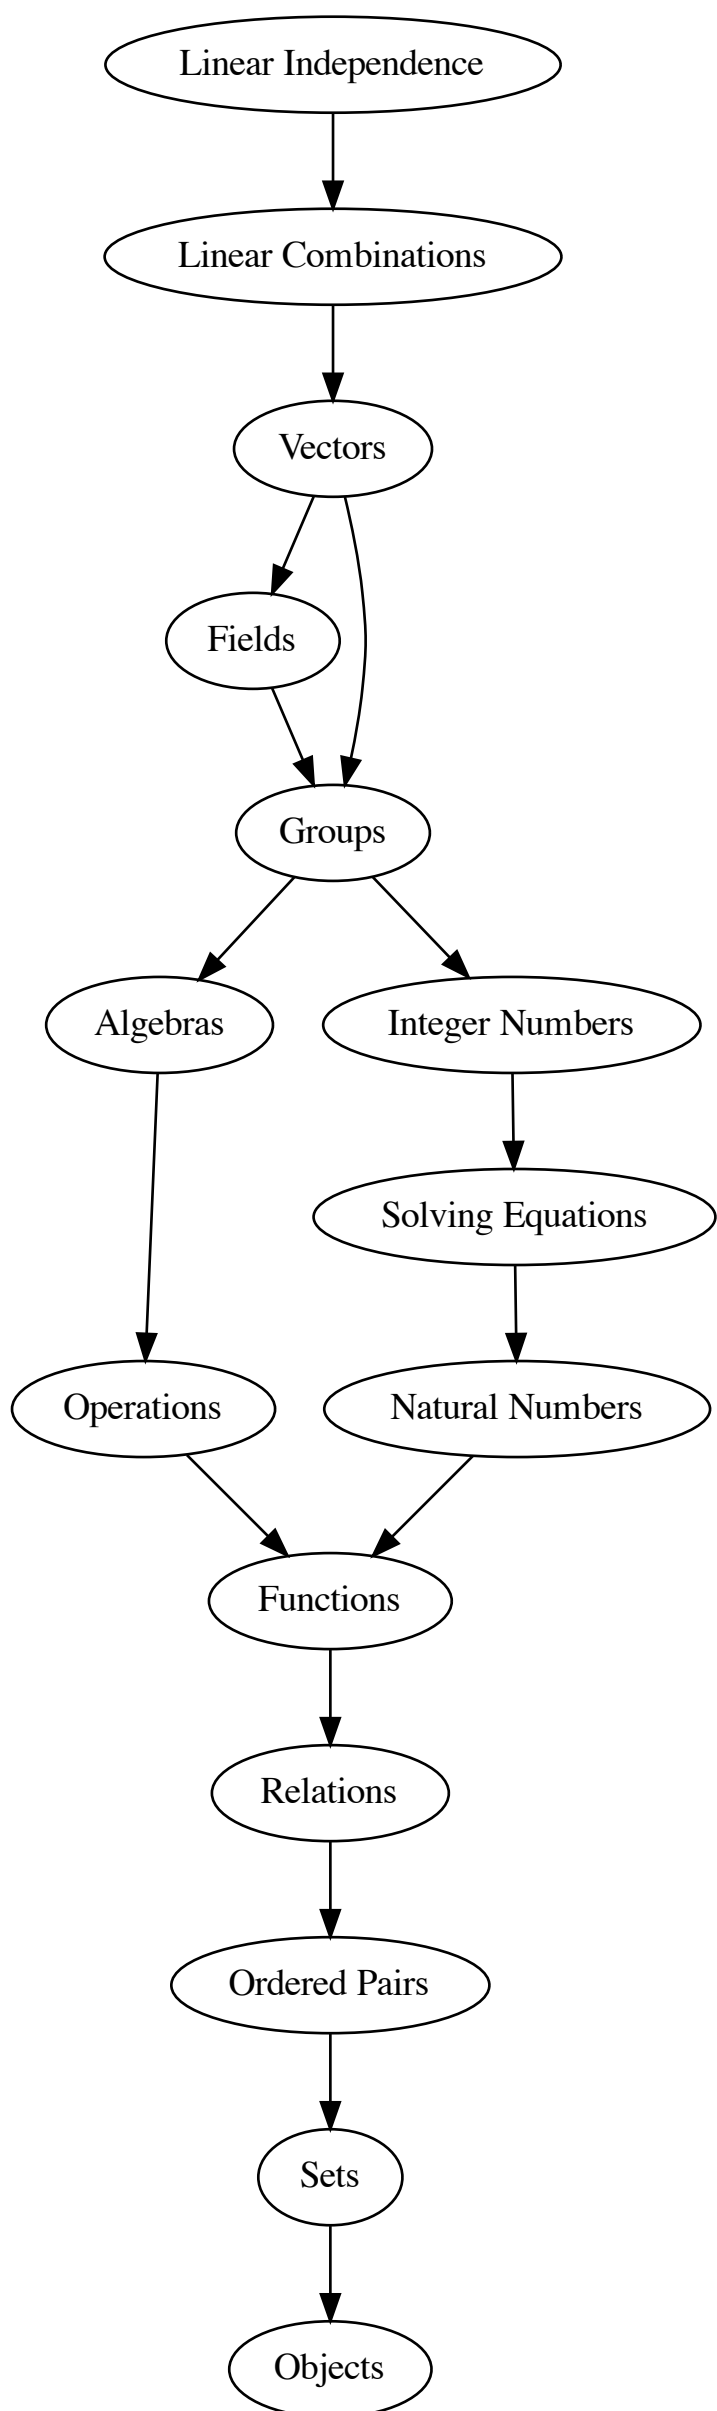 Linear Independence
Linear Combinations
Vectors
Fields
Groups
Algebras
Integer Numbers
Solving Equations
Operations
Natural Numbers
Functions
Relations
Ordered Pairs
Sets
Objects